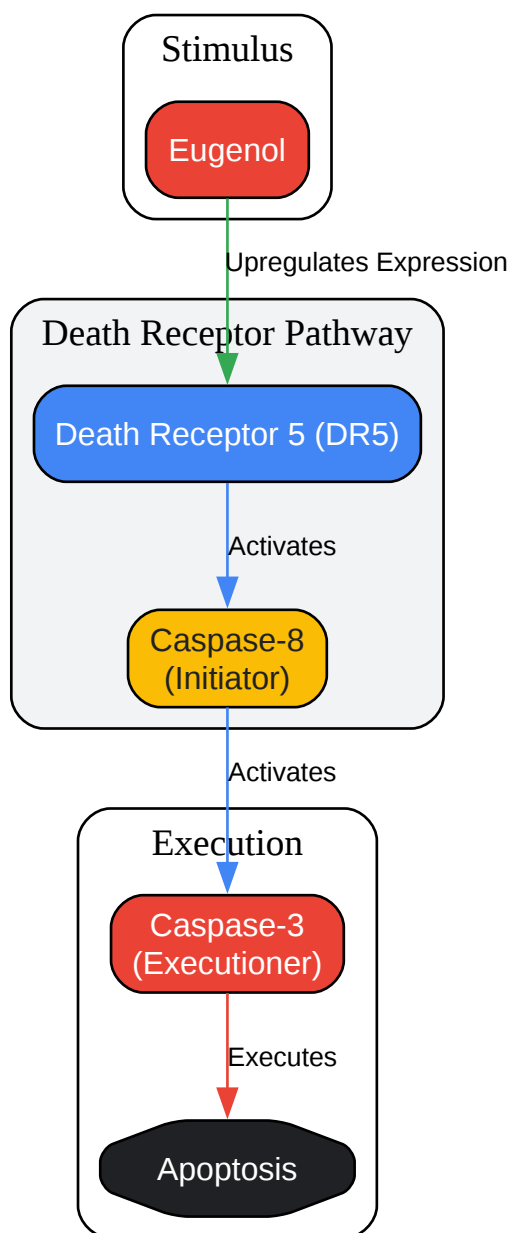 Stimulus
Eugenol
Upregulates Expression
Death Receptor Pathway
Death Receptor 5 (DR5)
Activates
Caspase-8
(Initiator)
Activates
Execution
Caspase-3
(Executioner)
Executes
Apoptosis